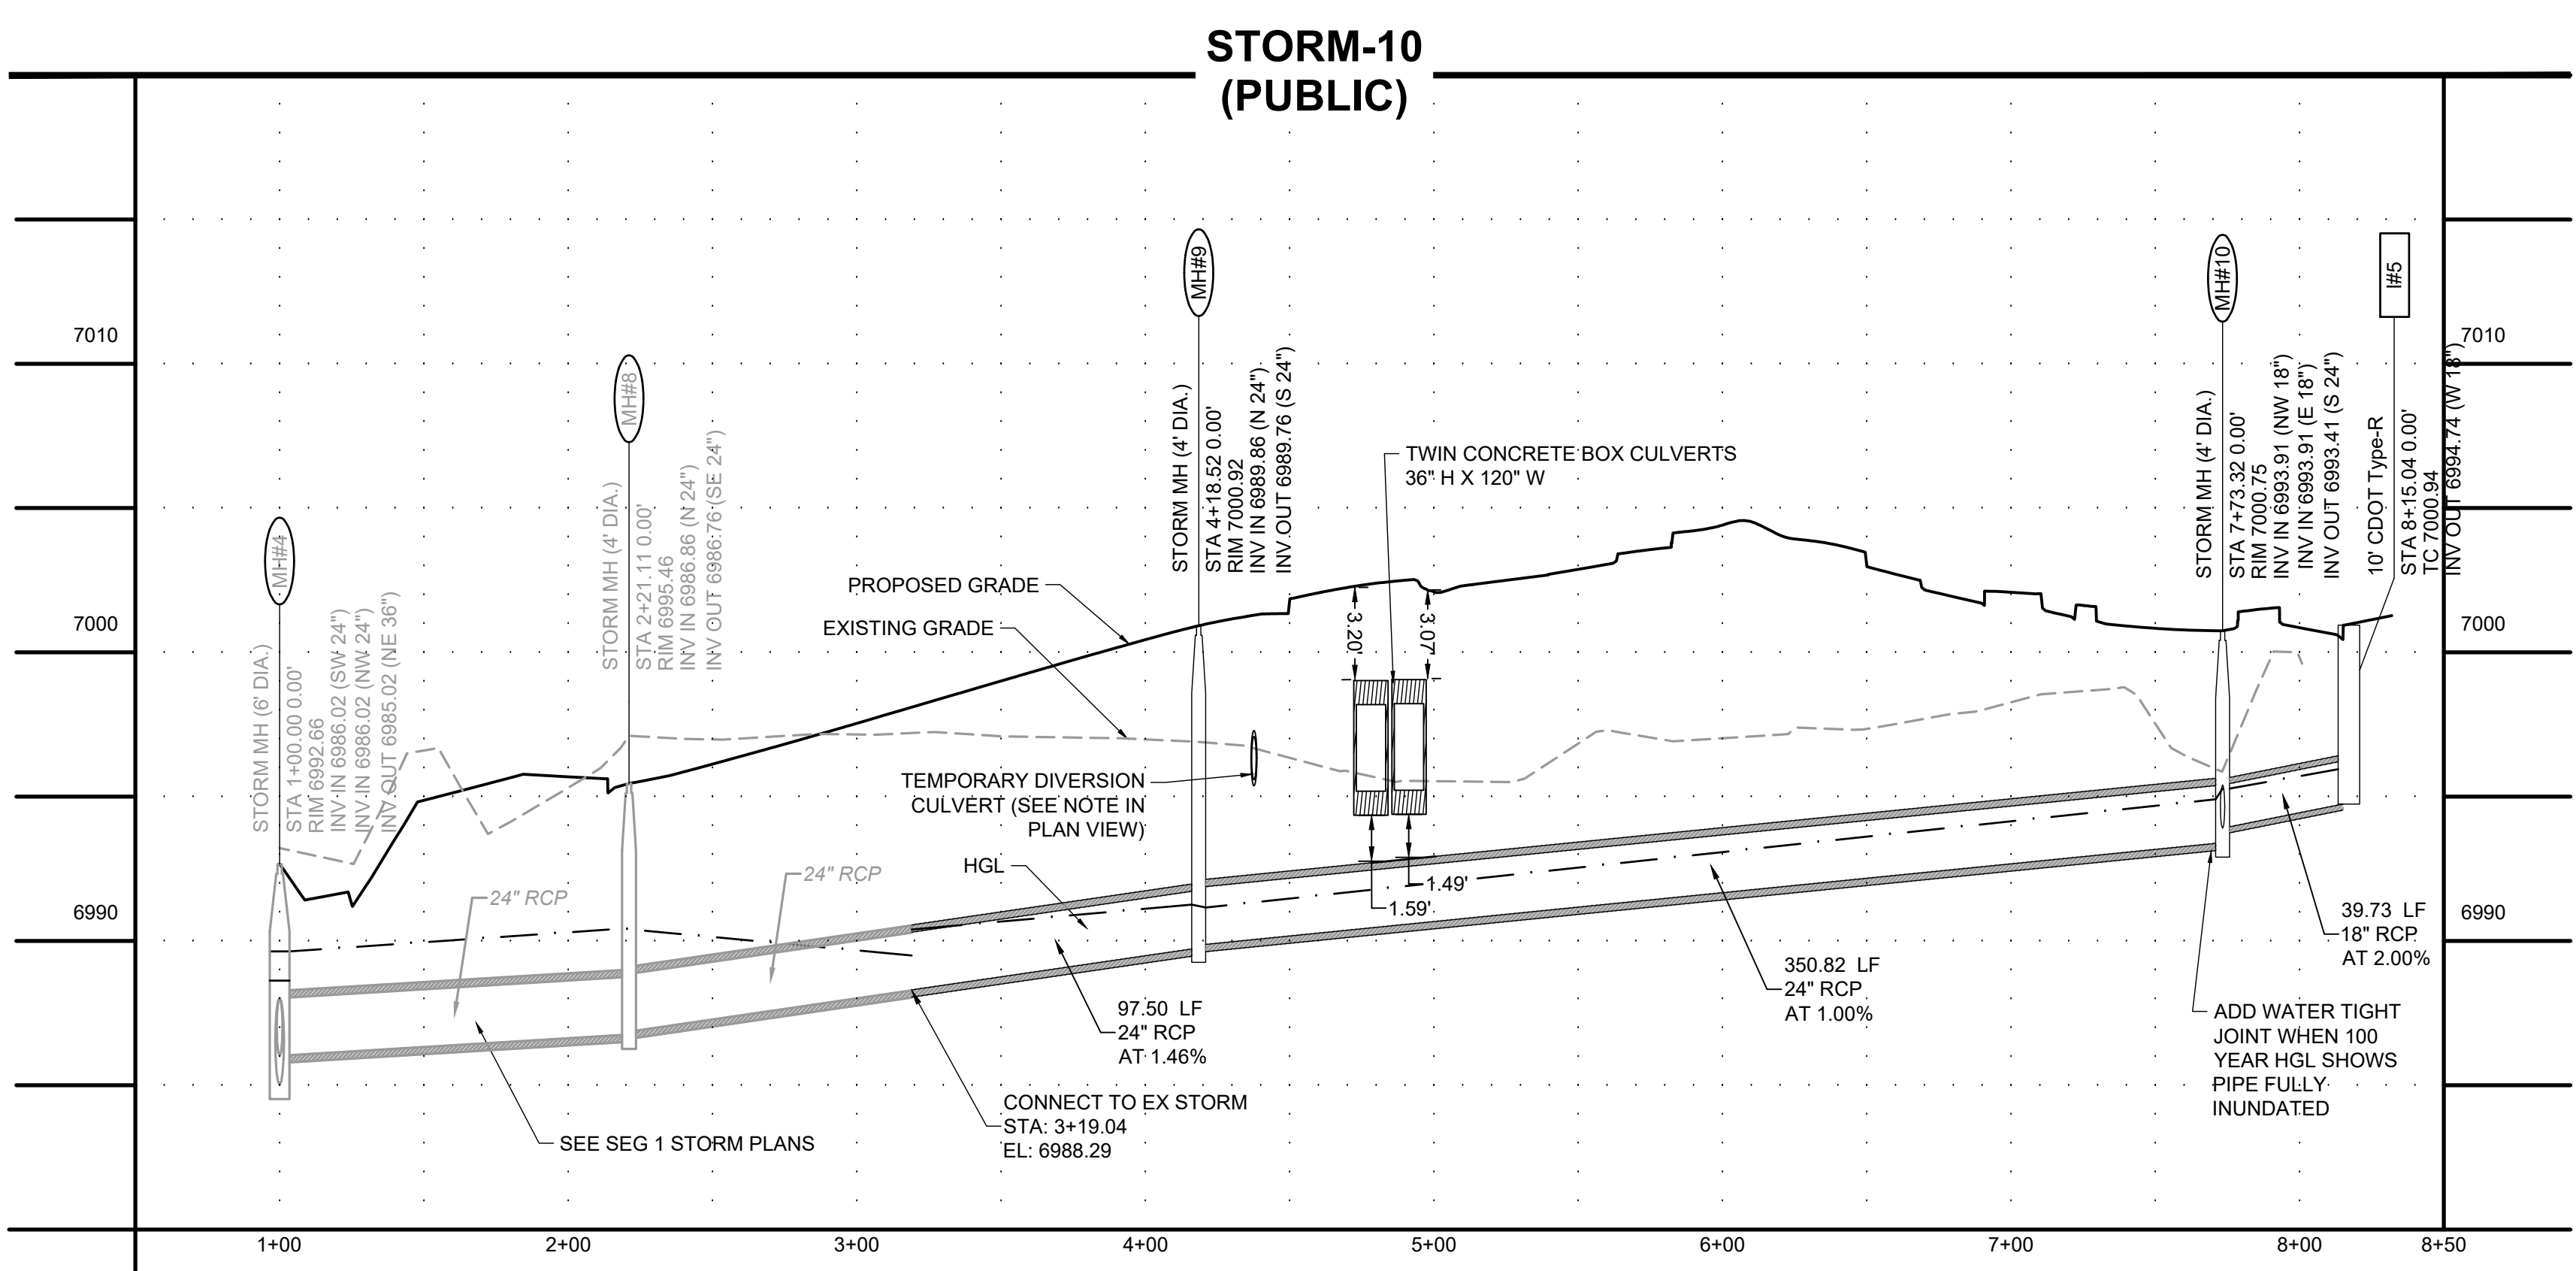 STORM-10
(PUBLIC)
7010
7000
6990
7010
7000
6990
MH#4
STORM MH (6' DIA.)
STA 1+00.00 0.00'
RIM 6992.66
INV IN 6986.02 (SW 24")
INV IN 6986.02 (NW 24")
INV OUT 6985.02 (NE 36")
MH#8
STORM MH (4' DIA.)
STA 2+21.11 0.00'
RIM 6995.46
INV IN 6986.86 (N 24")
INV OUT 6986.76 (SE 24")
MH#9
STORM MH (4' DIA.)
STA 4+18.52 0.00'
RIM 7000.92
INV IN 6989.86 (N 24")
INV OUT 6989.76 (S 24")
TWIN CONCRETE BOX CULVERTS
36" H X 120" W
MH#10
STORM MH (4' DIA.)
STA 7+73.32 0.00'
RIM 7000.75
INV IN 6993.91 (NW 18")
INV IN 6993.91 (E 18")
INV OUT 6993.41 (S 24")
I#5
10' CDOT Type-R
STA 8+15.04 0.00'
TC 7000.94
INV OUT 6994.74 (W 18")
PROPOSED GRADE
EXISTING GRADE
3.20'
3.07'
TEMPORARY DIVERSION
CULVERT (SEE NOTE IN
PLAN VIEW)
HGL
24" RCP
24" RCP
1.49'
1.59'
97.50 LF
24" RCP
AT 1.46%
350.82 LF
24" RCP
AT 1.00%
39.73 LF
18" RCP
AT 2.00%
ADD WATER TIGHT
JOINT WHEN 100
YEAR HGL SHOWS
PIPE FULLY
INUNDATED
CONNECT TO EX STORM
STA: 3+19.04
EL: 6988.29
SEE SEG 1 STORM PLANS
1+00
2+00
3+00
4+00
5+00
6+00
7+00
8+00
8+50